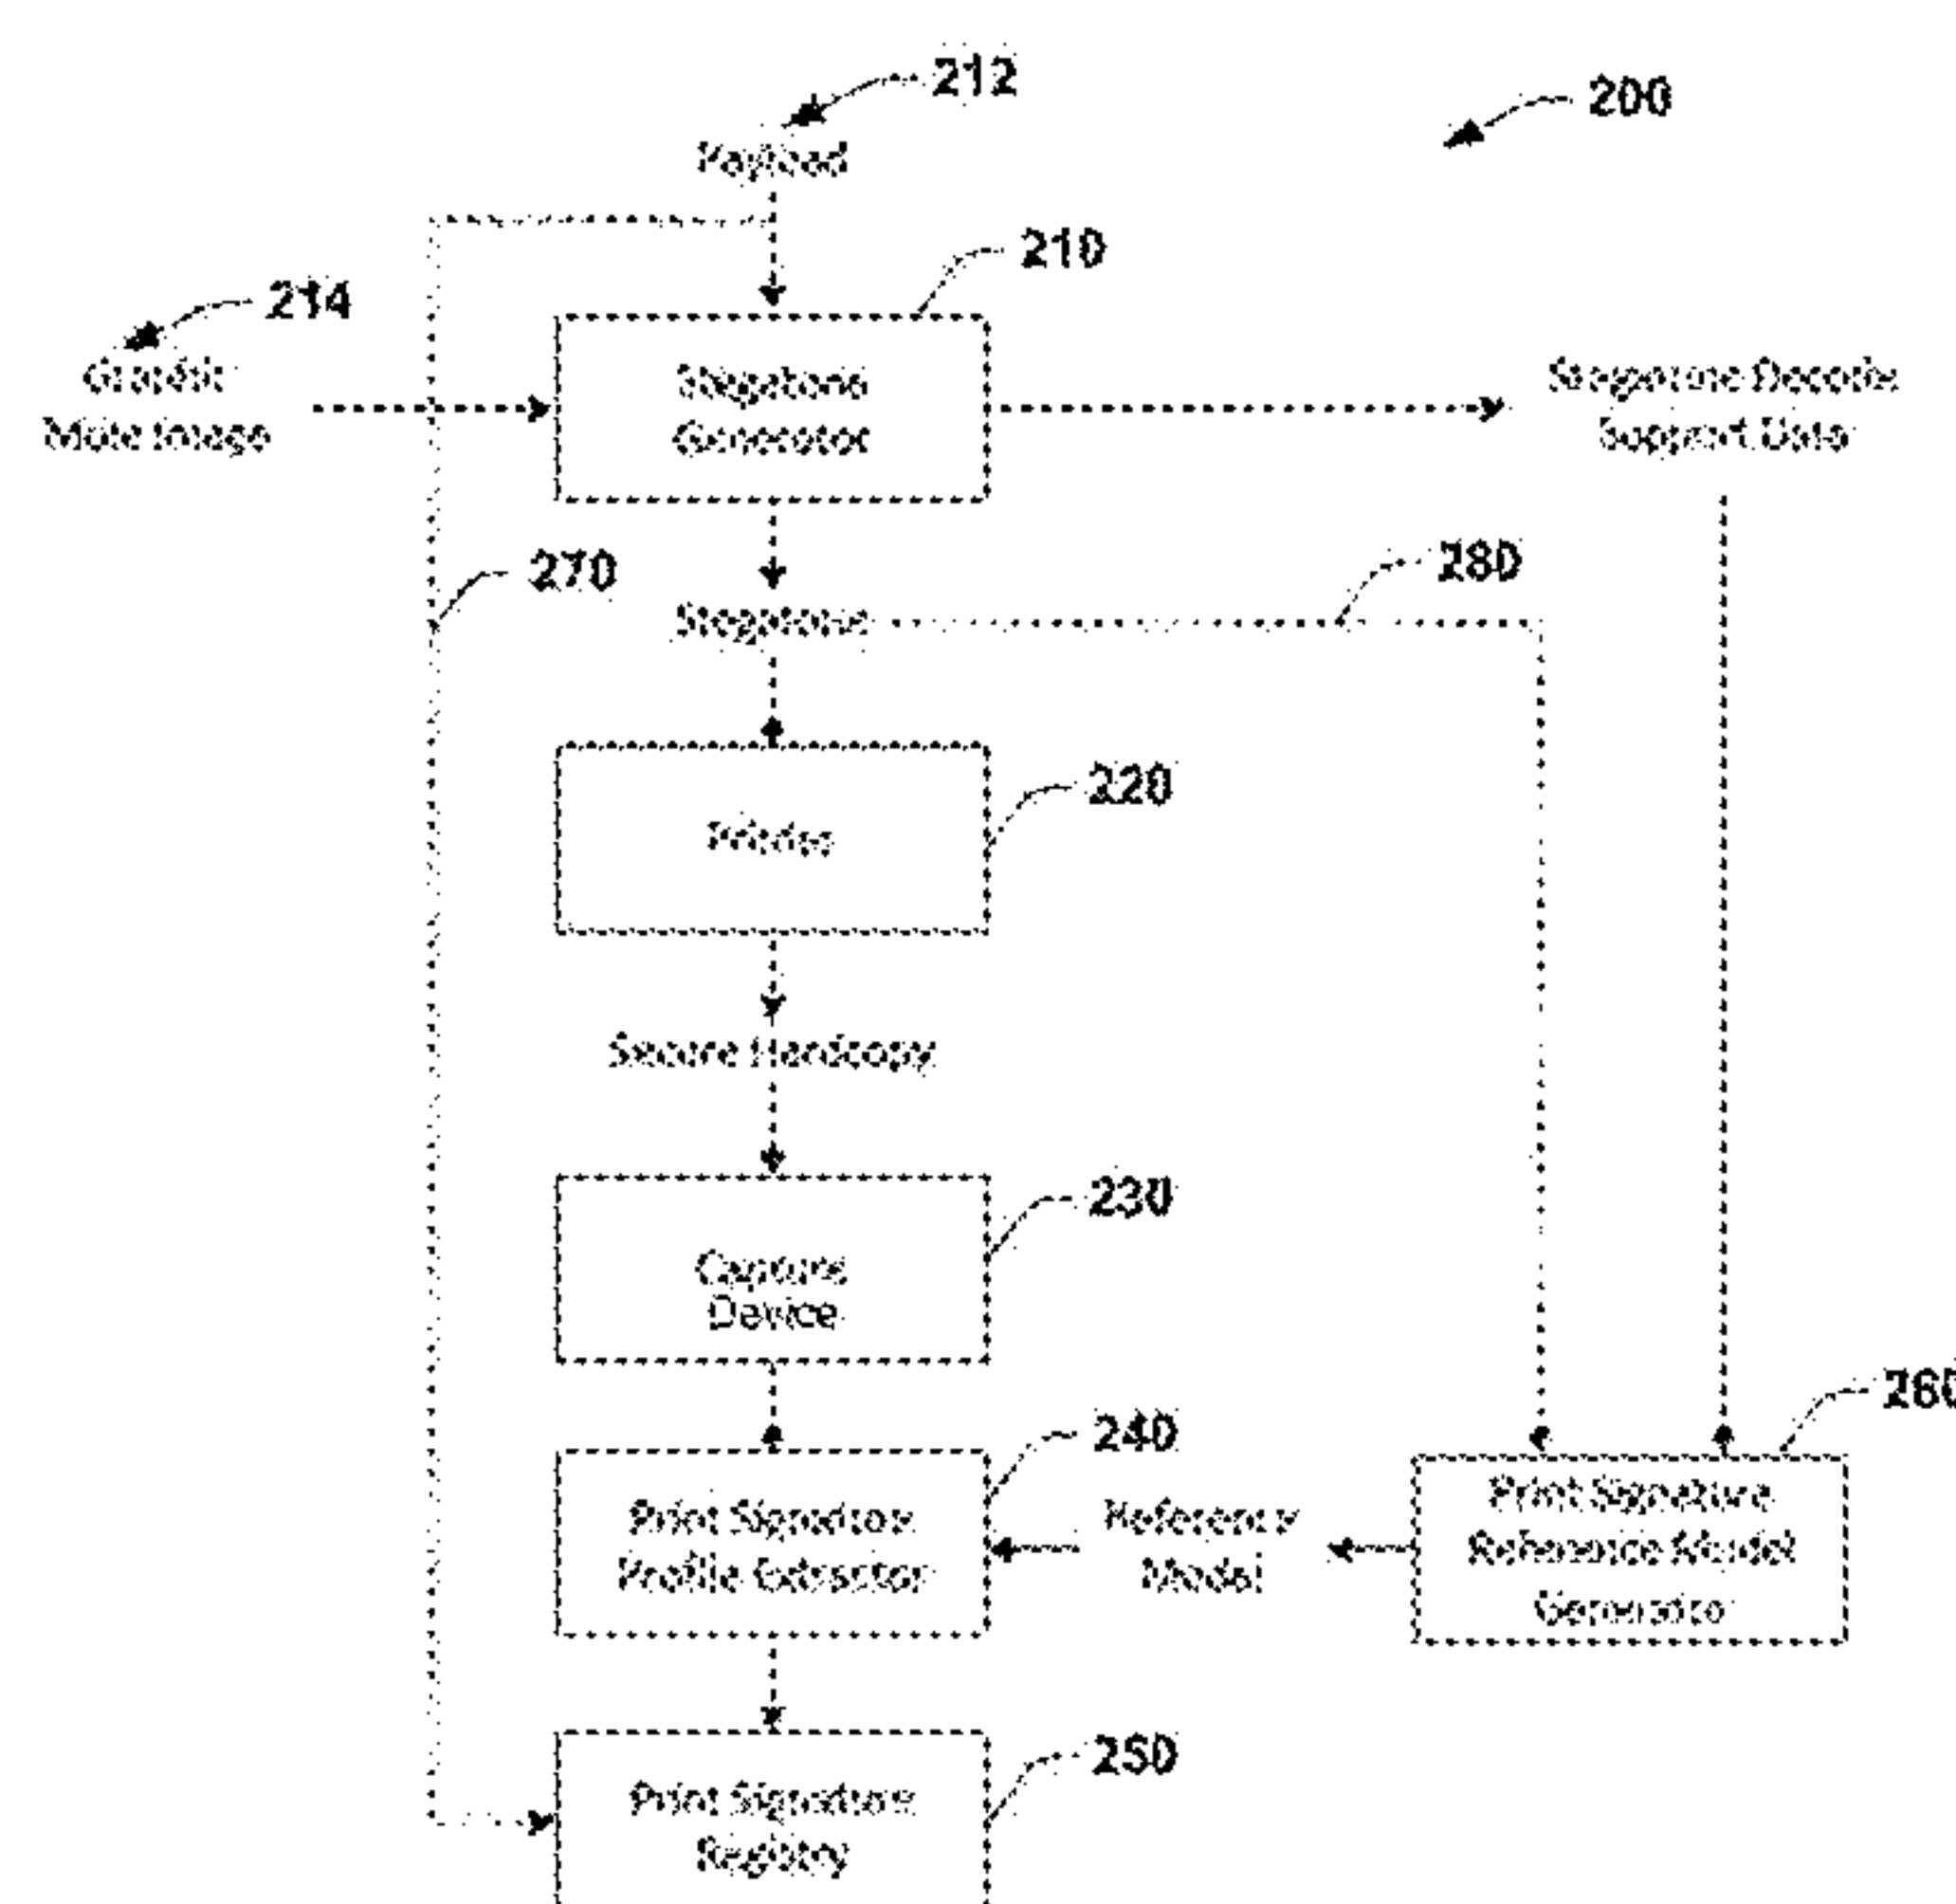 212
200
Payload
210
214
Stegatone
Generator
Mole Image
Stegatone Decode
Support Data
270
280
Stegatone
220
Printer
Secure Hardcopy
230
Capture
Device
260
240
Print Signature
Profile Extractor
Reference
Model
Print Signature
Reference Model
Generator
250
Print Signature
Registry